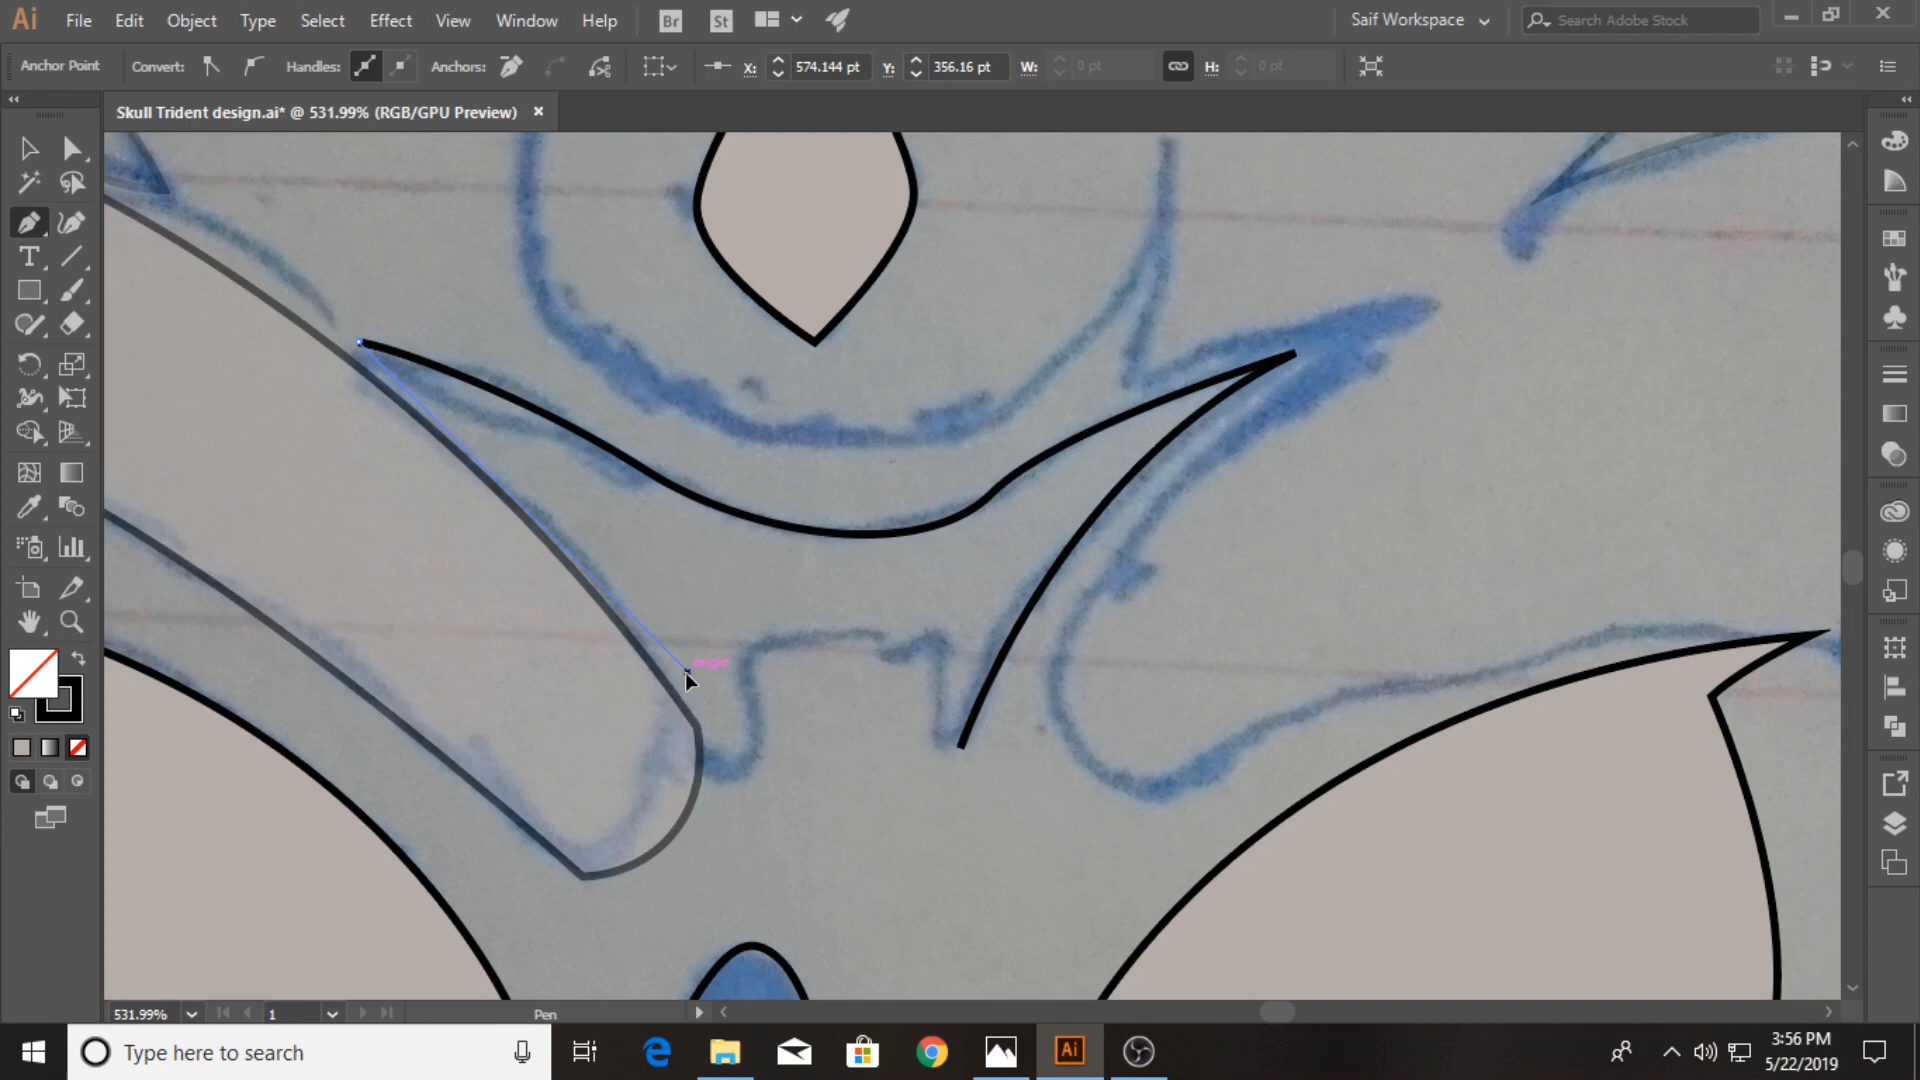 Ai File Edit Object Type Select Effect View Window Help Br St Saif Workspace Search Adobe Stock
Anchor Point Convert: Handles: Anchors: X: 574.144 pt Y: 356.16 pt W: 0 pt H: 0 pt
Skull Trident design.ai* @ 531.99% (RGB/GPU Preview) ×
origin
531.99% 1 Pen
Type here to search Ai 3:56 PM
5/22/2019